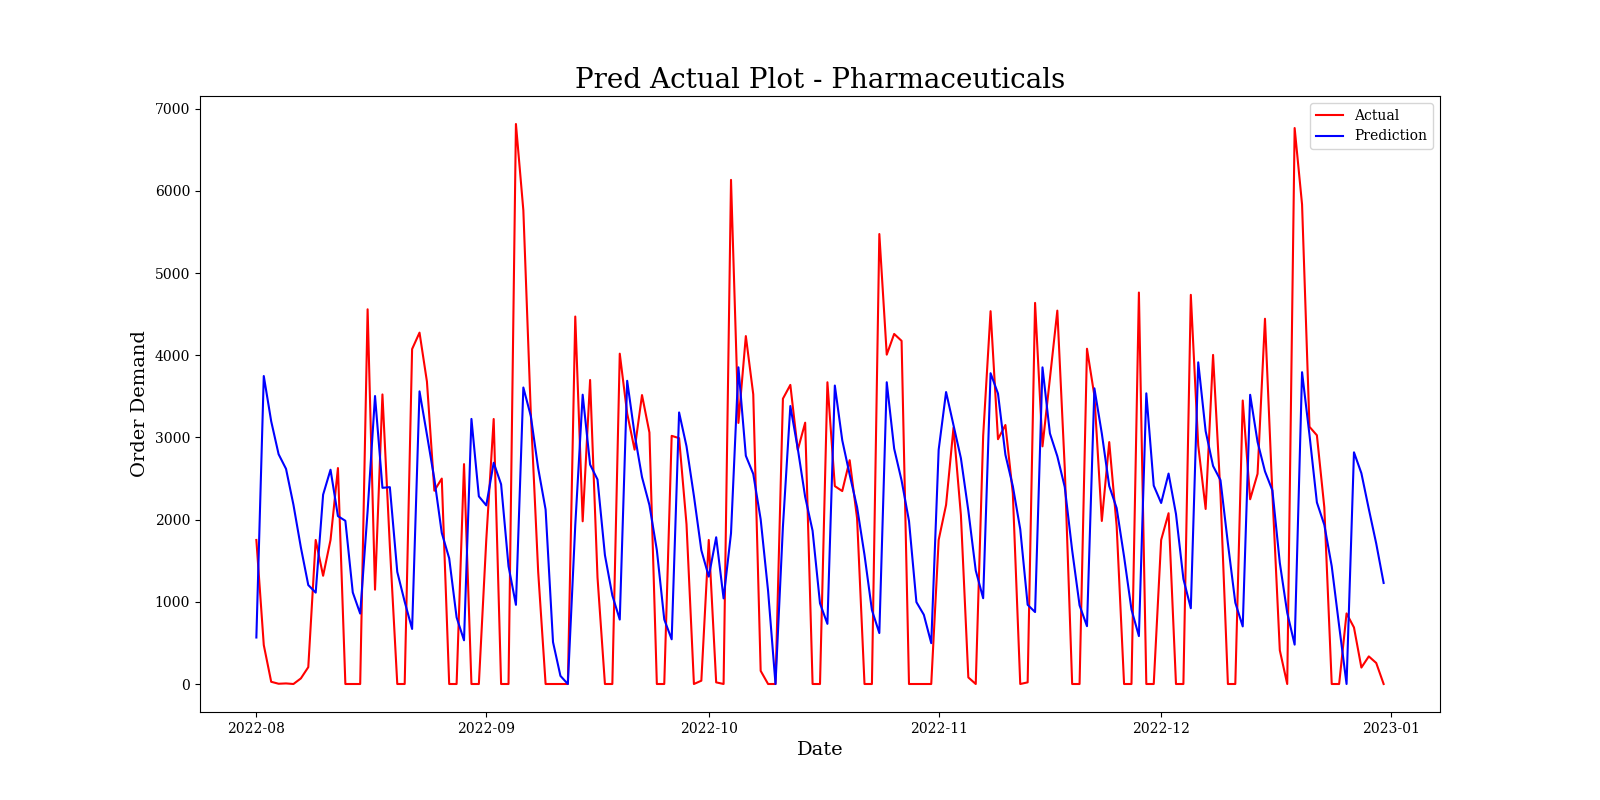 Pred Actual Plot - Pharmaceuticals
Actual
Prediction
7000
6000
5000
4000
3000
2000
1000
0
Order Demand
2022-08 2022-09 2022-10 2022-11 2022-12 2023-01
Date